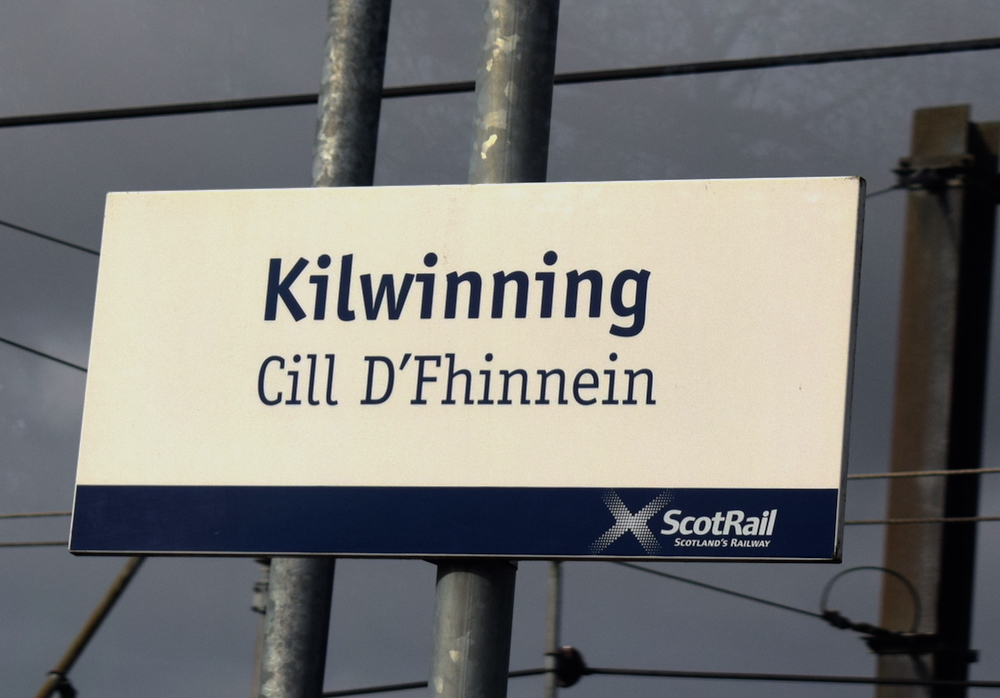 Kilwinning
Cill D'Fhinnein
ScotRail
Scotland's Railway